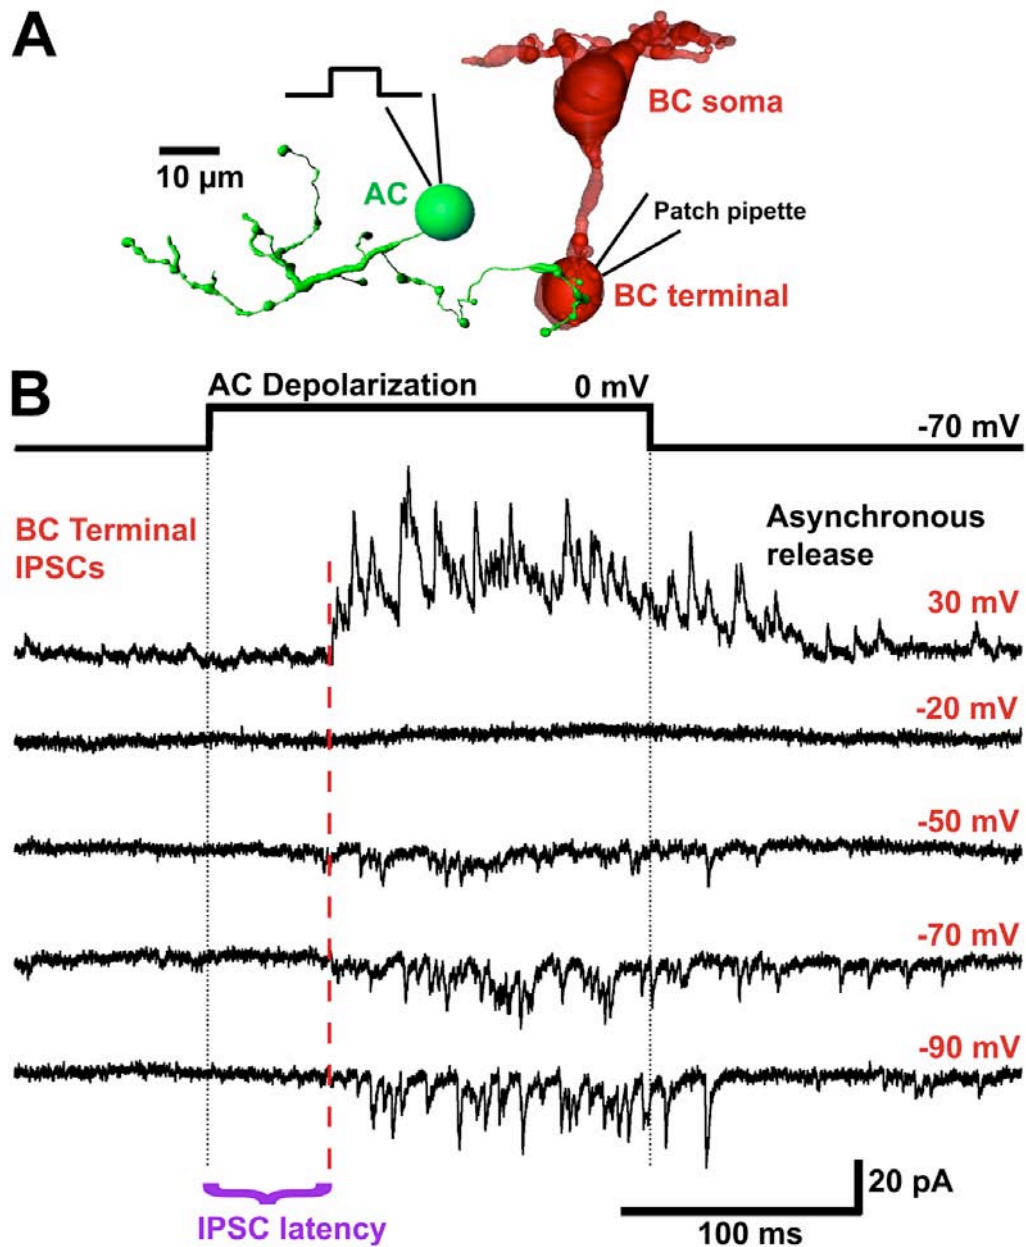 A
BC soma
10 µm
AC
Patch pipette
BC terminal
B
AC Depolarization
0 mV
-70 mV
BC Terminal
IPSCs
Asynchronous
release
30 mV
-20 mV
-50 mV
-70 mV
-90 mV
20 pA
IPSC latency
100 ms